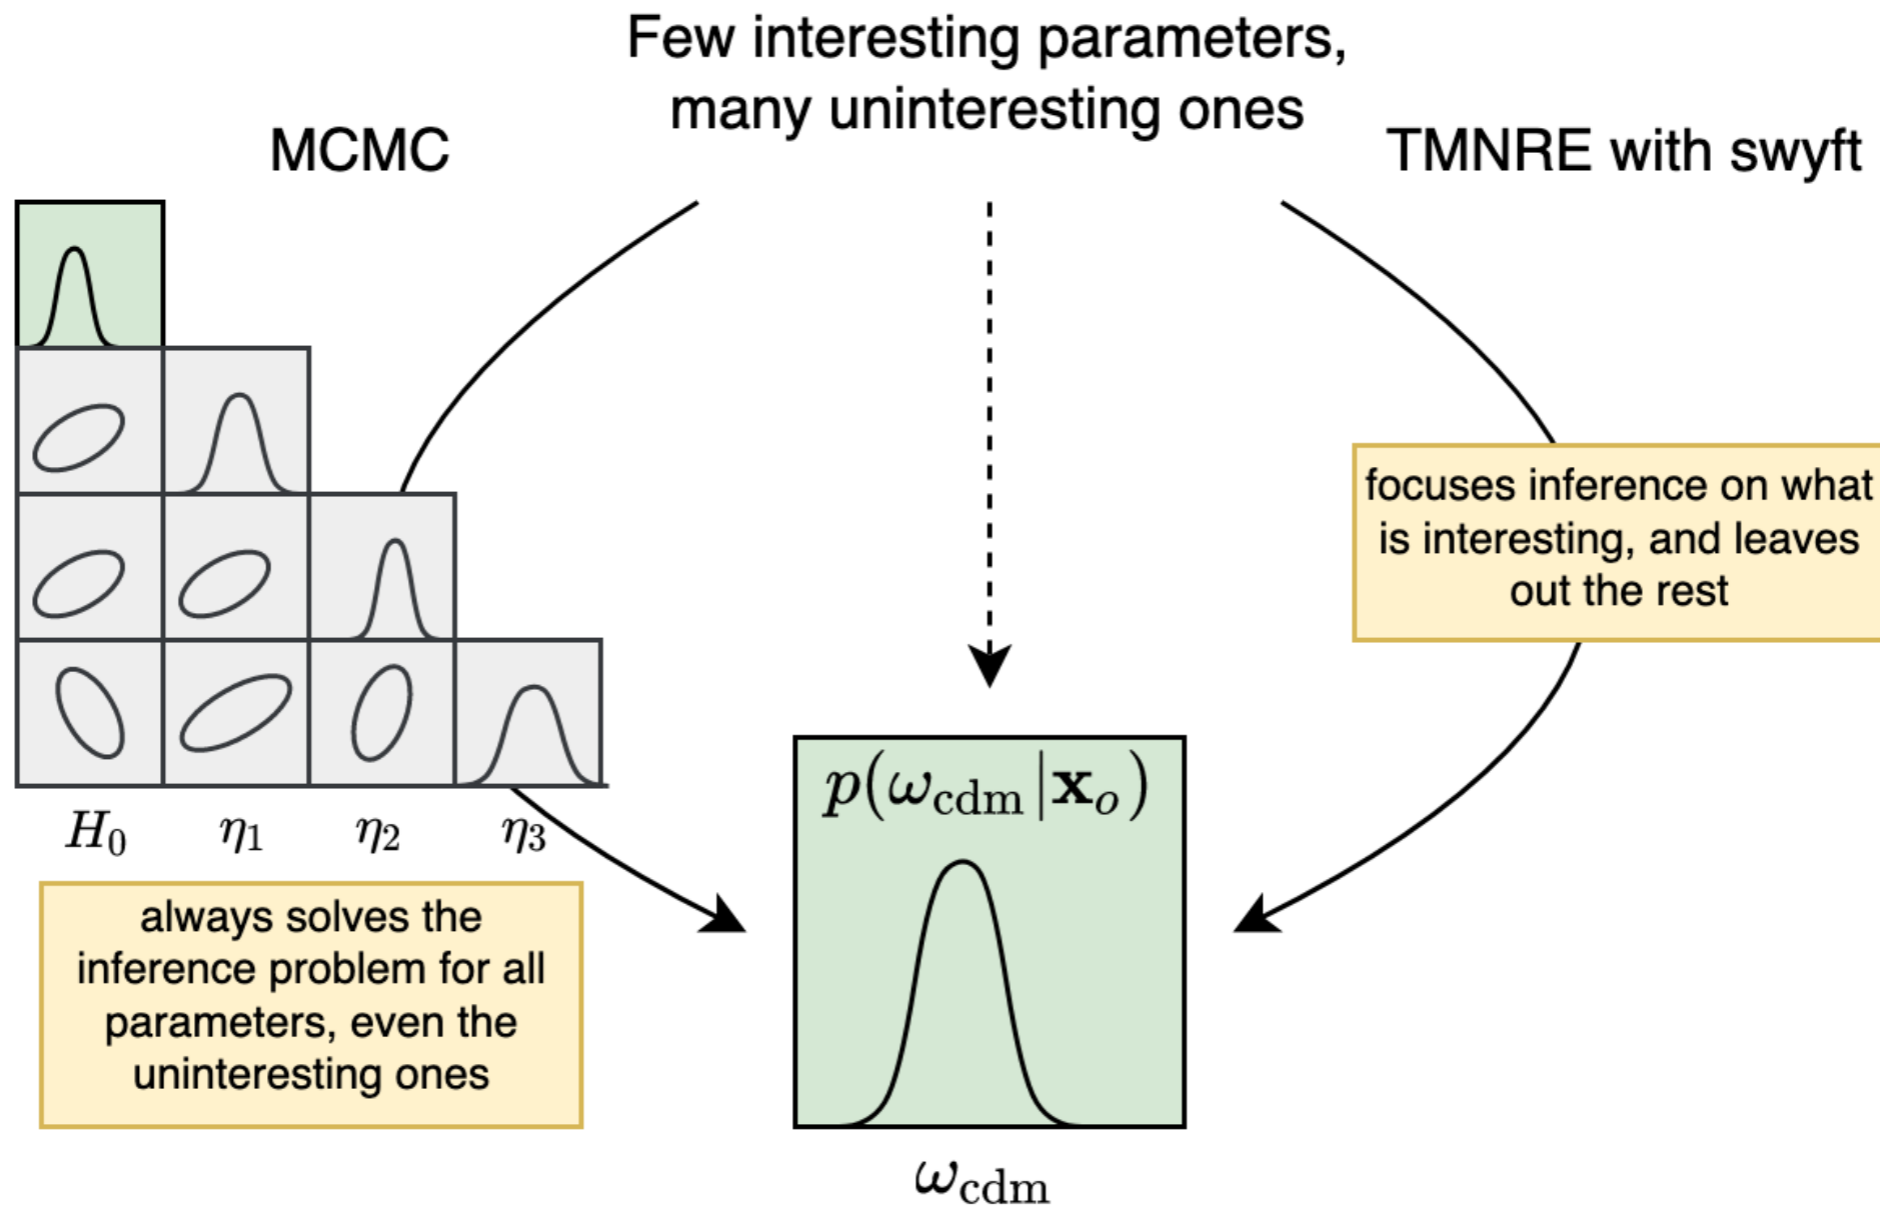 Few interesting parameters,
many uninteresting ones
MCMC
TMNRE with swyft
focuses inference on what
is interesting, and leaves
out the rest
H₀ η₁ η₂ η₃
always solves the
inference problem for all
parameters, even the
uninteresting ones
p(ω_cdm|𝐱ₒ)
ω_cdm